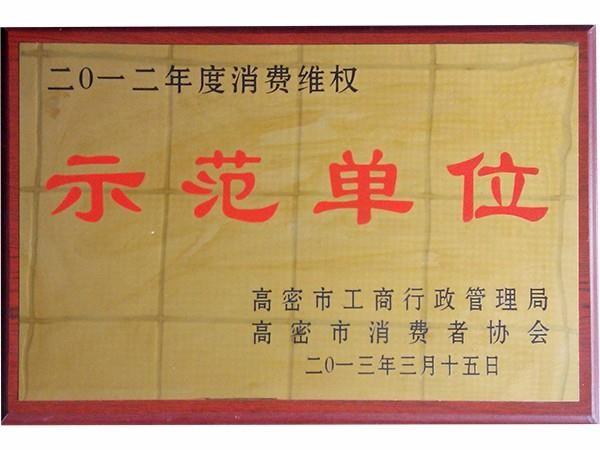 二〇一二年度消费维权
示范单位
高密市工商行政管理局
高密市消费者协会
二〇一三年三月十五日